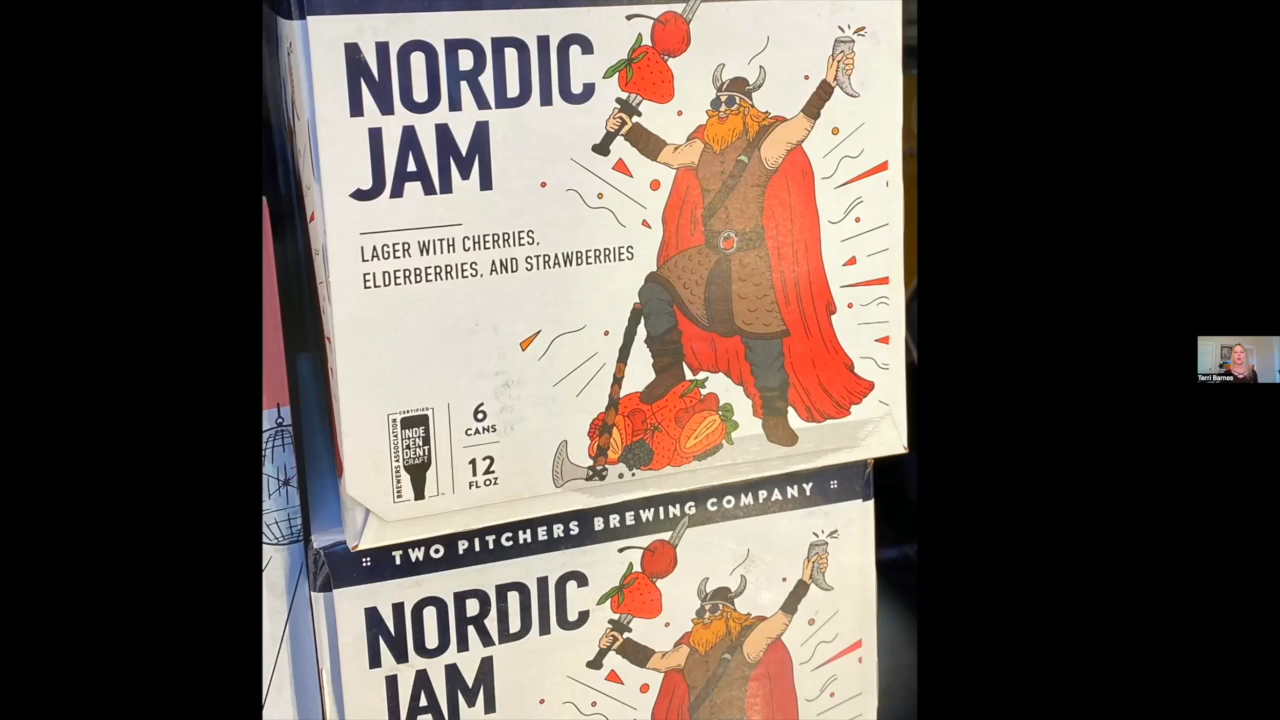 NORDIC
JAM
LAGER WITH CHERRIES,
ELDERBERRIES, AND STRAWBERRIES
CERTIFIED
BREWERS ASSOCIATION
INDE
PEN
DENT
CRAFT
6
CANS
12
FL OZ
TWO PITCHERS BREWING COMPANY
NORDIC
JAM
Terri Barnes